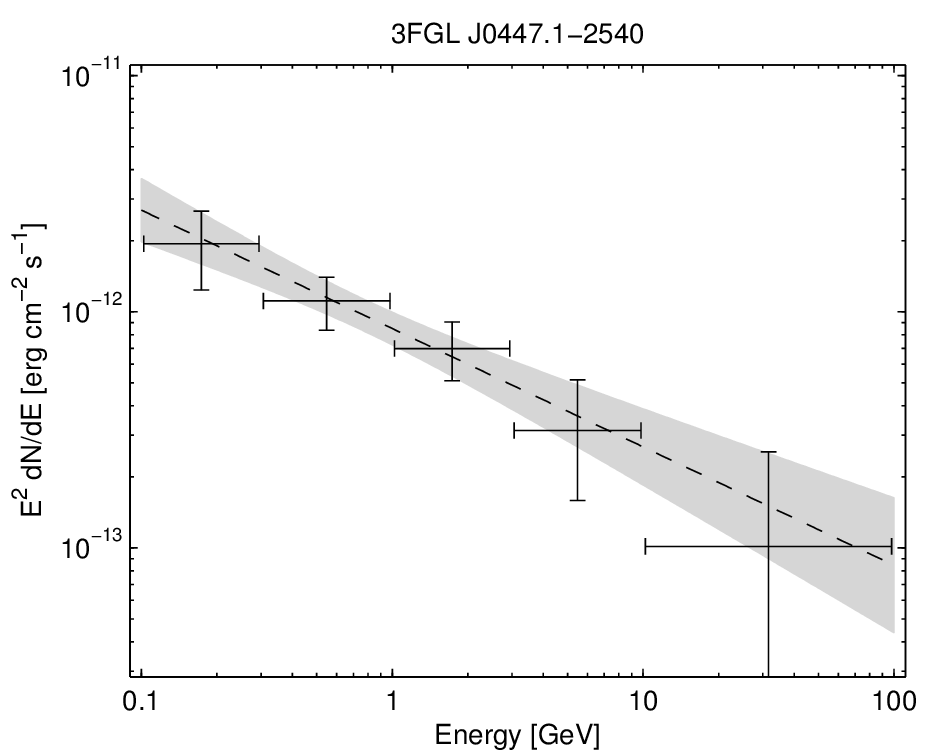 3FGL J0447.1−2540
10⁻¹¹
10⁻¹²
10⁻¹³
E² dN/dE [erg cm⁻² s⁻¹]
0.1 1 10 100
Energy [GeV]